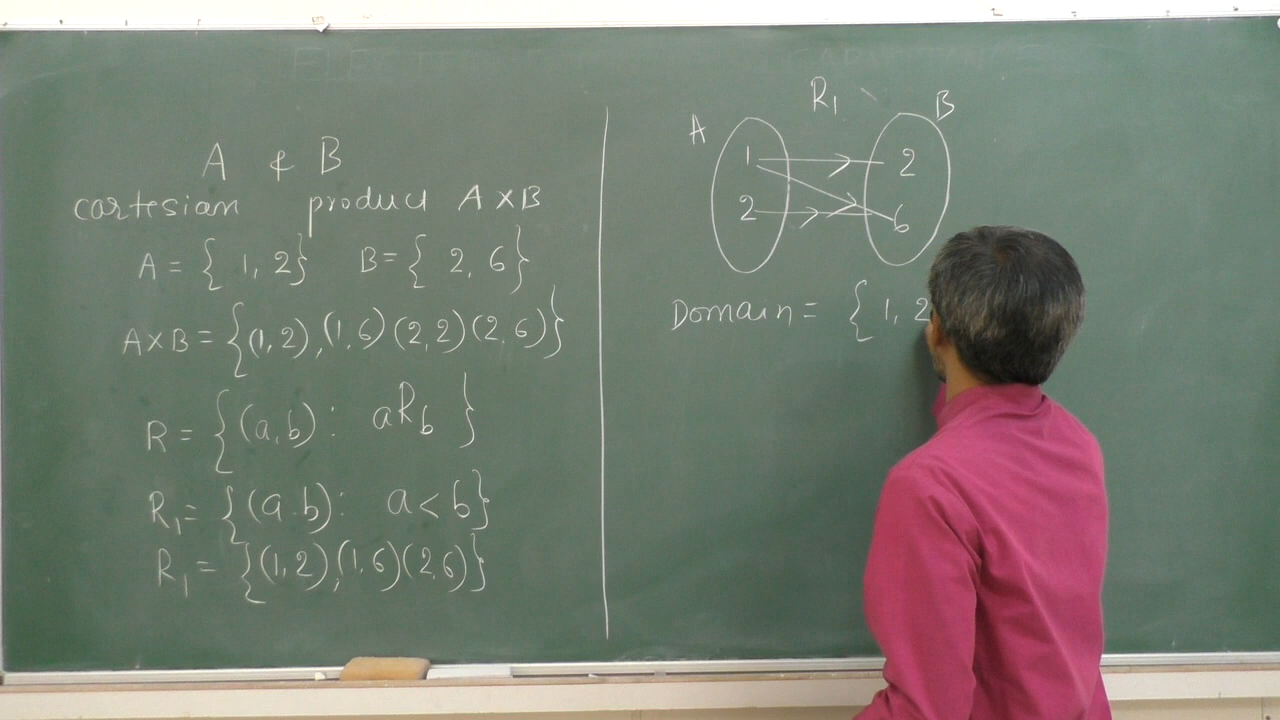 A & B
cartesian product A×B
A = { 1, 2} B = { 2, 6}
A×B = {(1, 2),(1, 6) (2, 2) (2, 6)}
R = {(a, b) : aRb }
R₁ = {(a. b) : a < b}
R₁ = {(1, 2),(1, 6)(2, 6)}
R₁
A B
1 2
2 6
Domain = { 1, 2